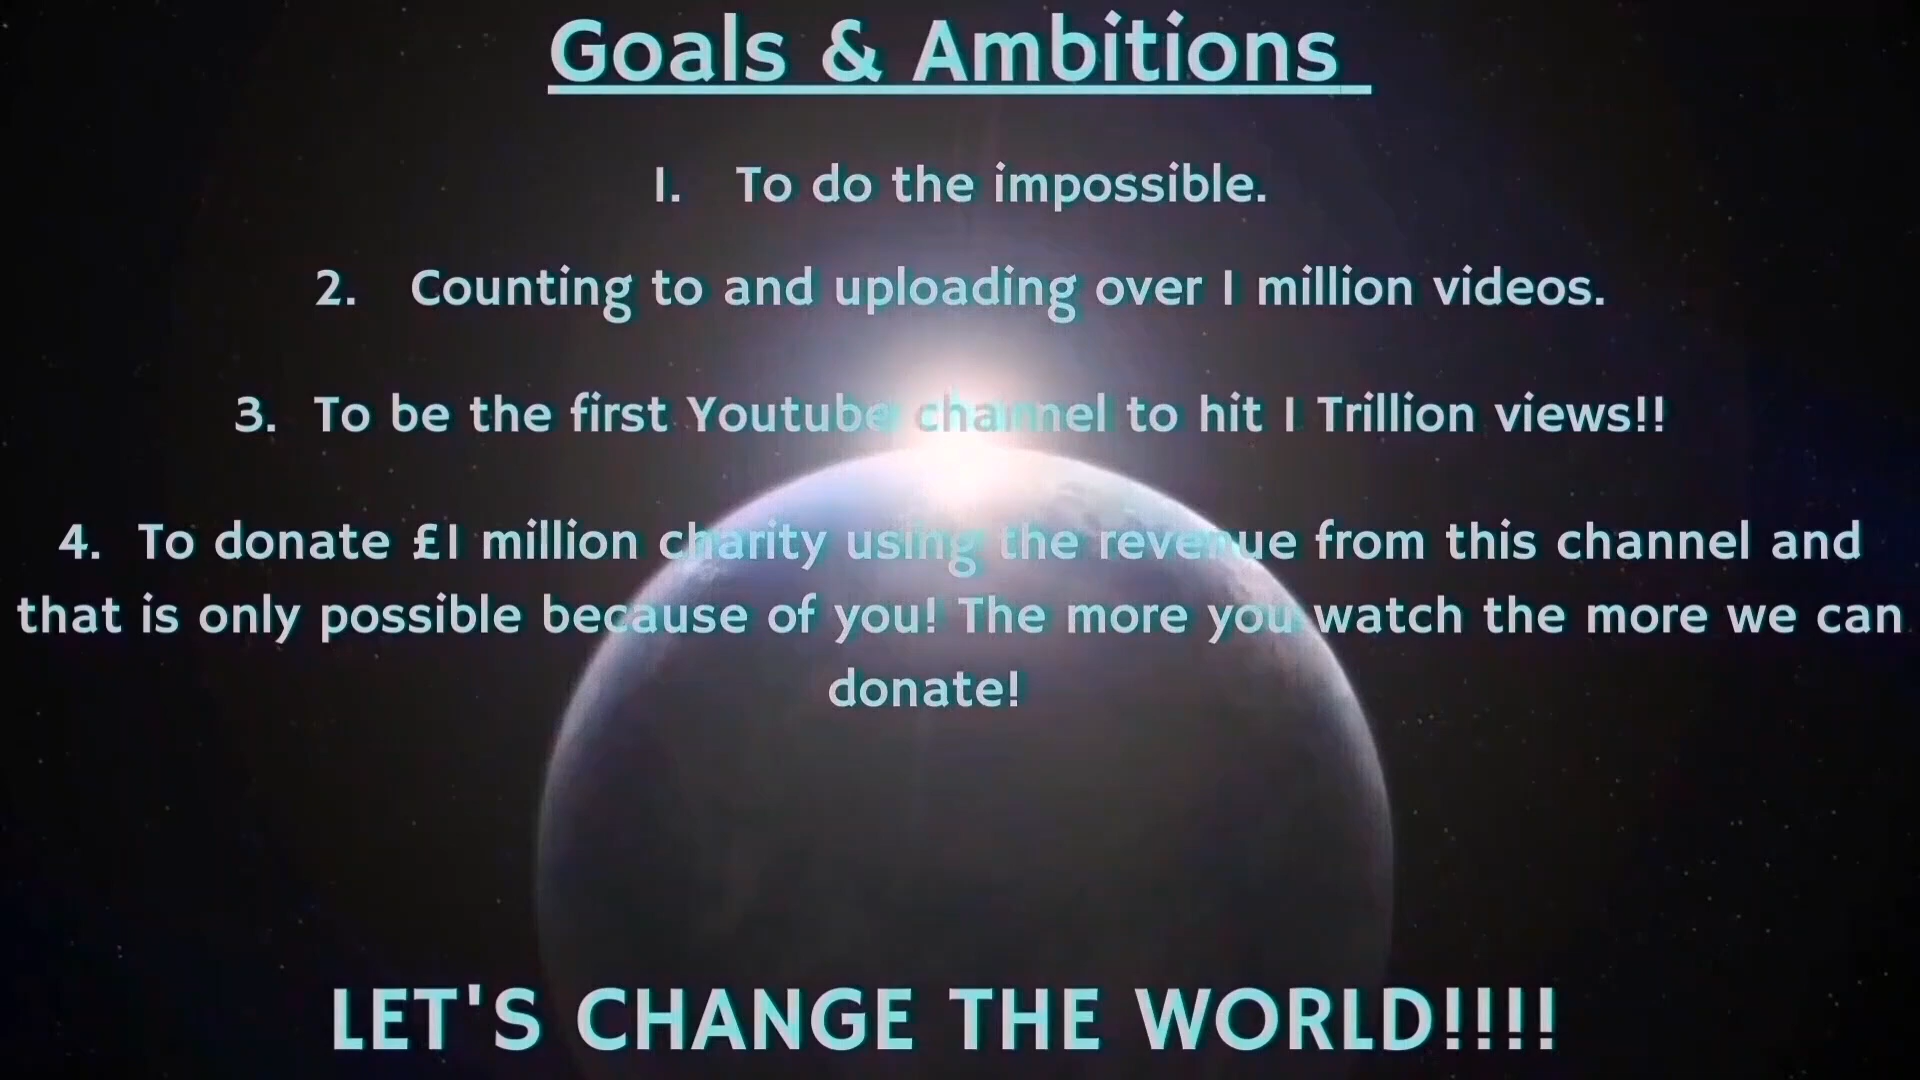 Goals & Ambitions
1. To do the impossible.
2. Counting to and uploading over 1 million videos.
3. To be the first Youtube channel to hit 1 Trillion views!!
4. To donate £1 million charity using the revenue from this channel and
that is only possible because of you! The more you watch the more we can
donate!
LET'S CHANGE THE WORLD!!!!